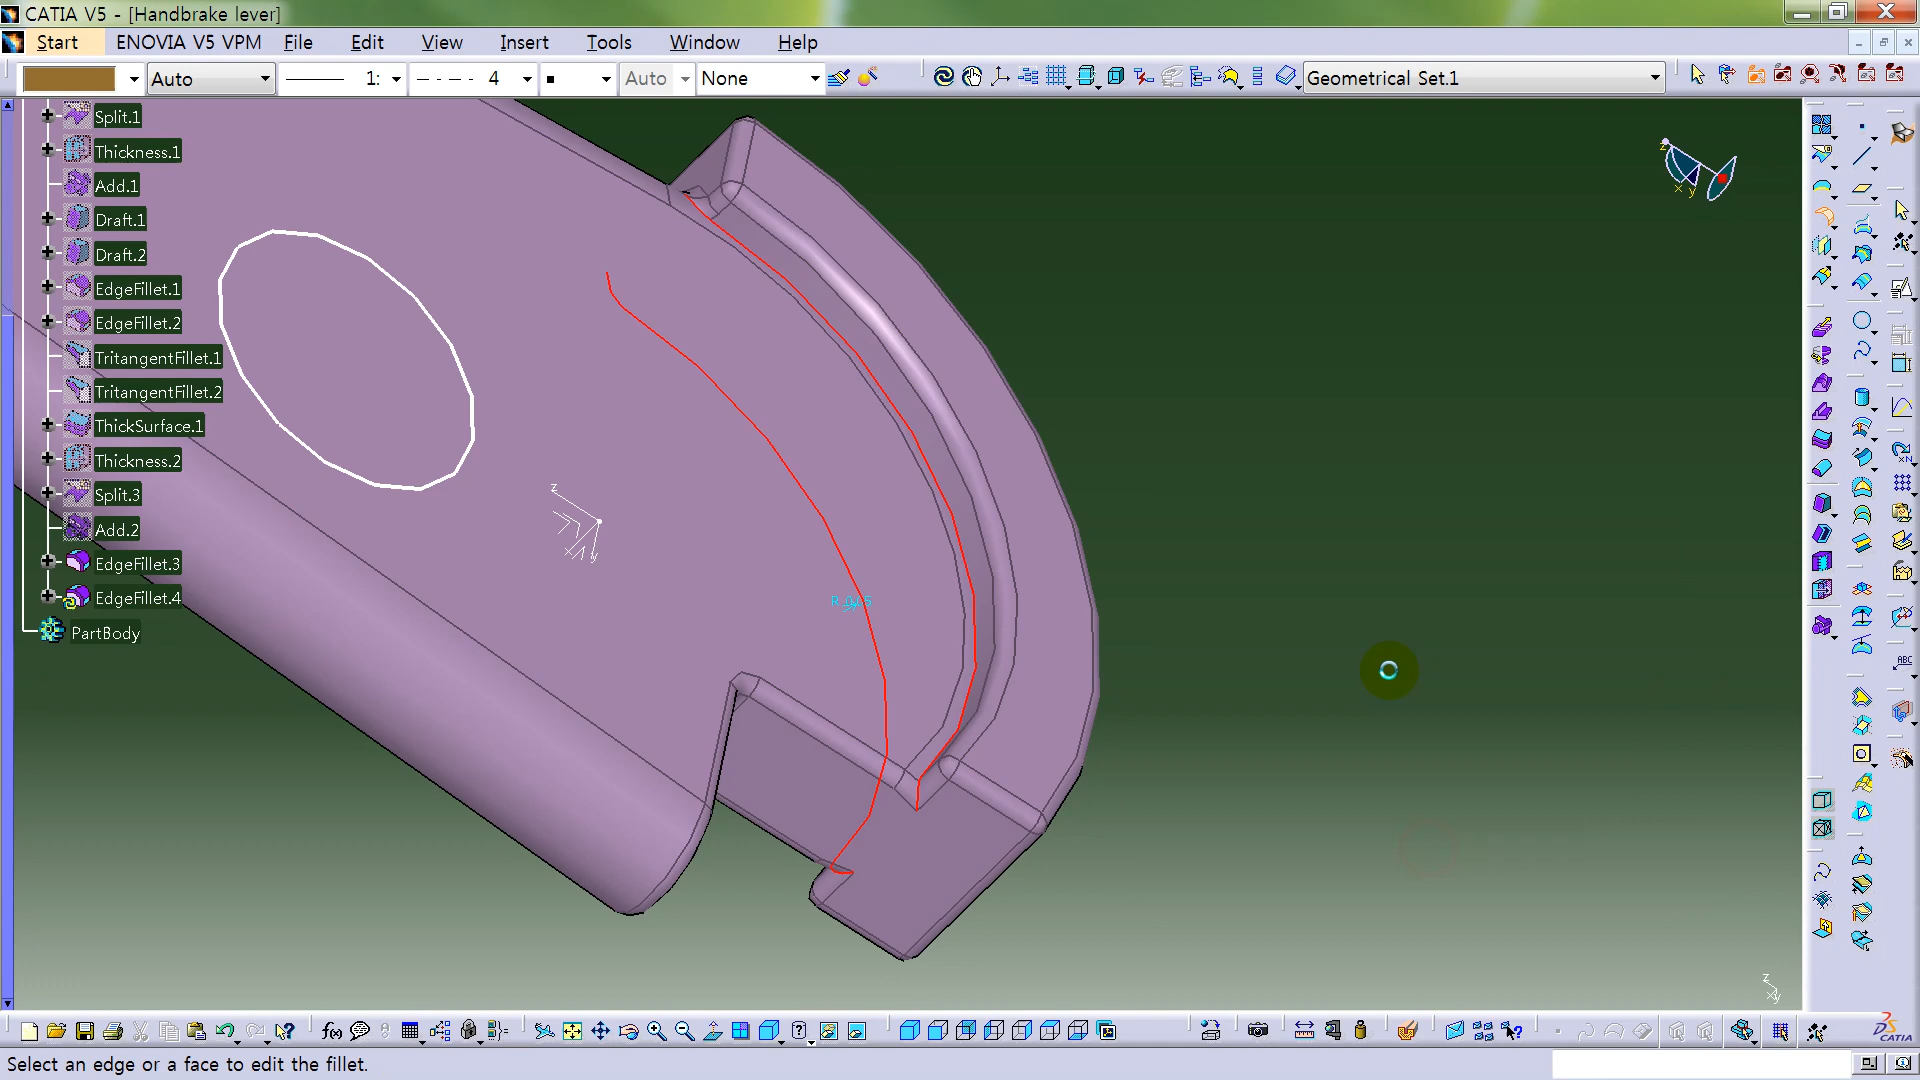 CATIA V5 - [Handbrake lever]
Start ENOVIA V5 VPM File Edit View Insert Tools Window Help
Auto 1: 4 Auto None Geometrical Set.1
Split.1
Thickness.1
Add.1
Draft.1
Draft.2
EdgeFillet.1
EdgeFillet.2
TritangentFillet.1
TritangentFillet.2
ThickSurface.1
Thickness.2
Split.3
Add.2
EdgeFillet.3
EdgeFillet.4
PartBody
z
x
y
z
y
z
x y
f(x)
ABC
CATIA
Select an edge or a face to edit the fillet.